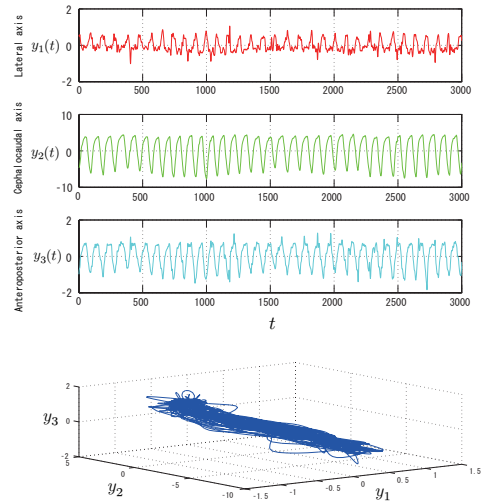 Lateral axis
y₁(t)
2
0
-2
0 500 1000 1500 2000 2500 3000
Cephalocaudal axis
y₂(t)
10
0
-10
0 500 1000 1500 2000 2500 3000
Anteroposterior axis
y₃(t)
2
0
-2
0 500 1000 1500 2000 2500 3000
t
y₃
2
0
-2
5
0
-5
-10
y₂
-1.5
-1
-0.5
0
0.5
1
1.5
y₁